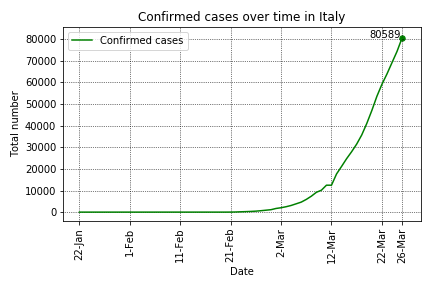 Confirmed cases over time in Italy
80589
Confirmed cases
80000
70000
60000
50000
40000
30000
20000
10000
0
Total number
22-Jan
1-Feb
11-Feb
21-Feb
2-Mar
12-Mar
22-Mar
26-Mar
Date